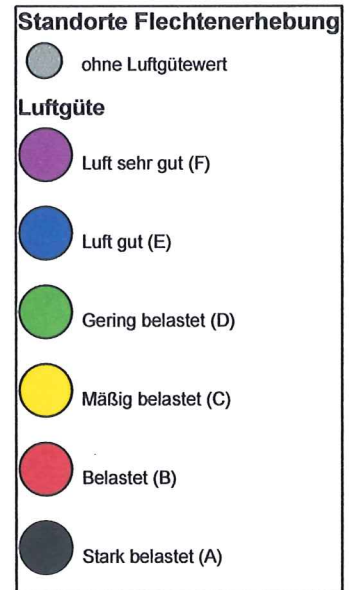 Standorte Flechtenerhebung
ohne Luftgütewert
Luftgüte
Luft sehr gut (F)
Luft gut (E)
Gering belastet (D)
Mäßig belastet (C)
Belastet (B)
Stark belastet (A)